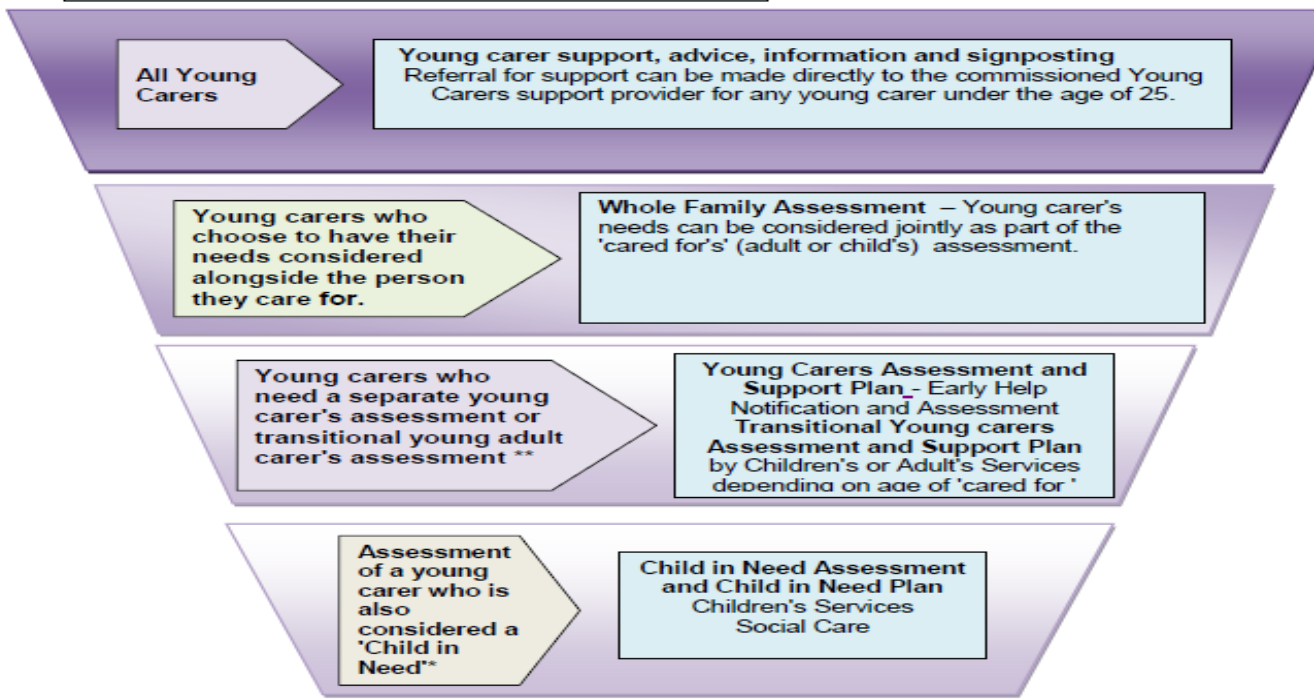 All Young
Carers
Young carer support, advice, information and signposting
Referral for support can be made directly to the commissioned Young
Carers support provider for any young carer under the age of 25.
Young carers who
choose to have their
needs considered
alongside the person
they care for.
Whole Family Assessment – Young carer's
needs can be considered jointly as part of the
'cared for's' (adult or child's) assessment.
Young carers who
need a separate young
carer's assessment or
transitional young adult
carer's assessment **
Young Carers Assessment and
Support Plan - Early Help
Notification and Assessment
Transitional Young carers
Assessment and Support Plan
by Children's or Adult's Services
depending on age of 'cared for '
Assessment
of a young
carer who is
also
considered a
'Child in
Need'*
Child in Need Assessment
and Child in Need Plan
Children's Services
Social Care